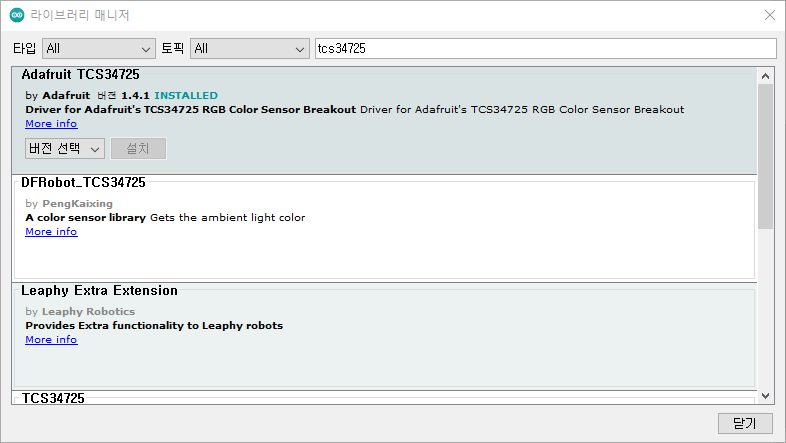 라이브러리 매니저
타입 All 토픽 All tcs34725
Adafruit TCS34725
by Adafruit 버전 1.4.1 INSTALLED
Driver for Adafruit's TCS34725 RGB Color Sensor Breakout Driver for Adafruit's TCS34725 RGB Color Sensor Breakout
More info
버전 선택 설치
DFRobot_TCS34725
by PengKaixing
A color sensor library Gets the ambient light color
More info
Leaphy Extra Extension
by Leaphy Robotics
Provides Extra functionality to Leaphy robots
More info
TCS34725
닫기